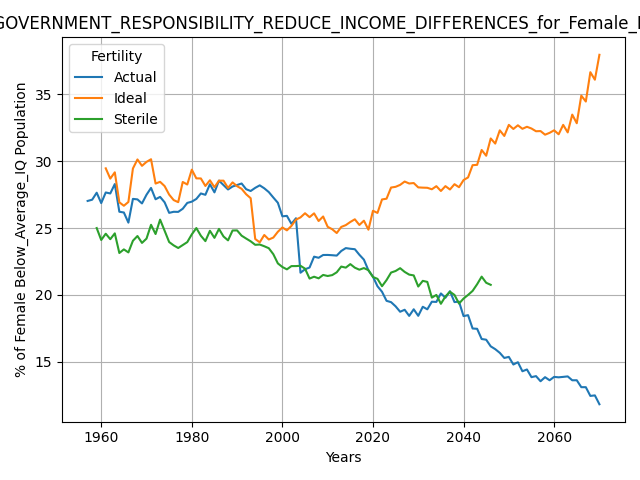 GOVERNMENT_RESPONSIBILITY_REDUCE_INCOME_DIFFERENCES_for_Female_
Fertility
Actual
Ideal
Sterile
% of Female Below_Average_IQ Population
35
30
25
20
15
1960
1980
2000
2020
2040
2060
Years